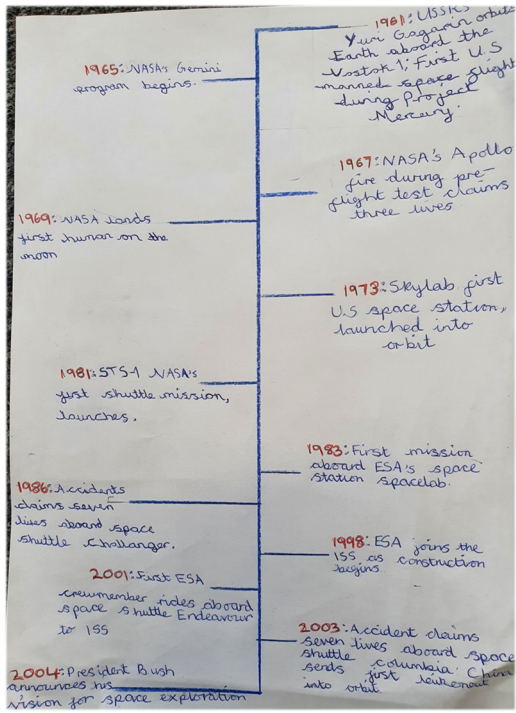 1961: USSR's
Yuri Gagarin orbits
Earth aboard the
Vostok 1; First U.S
manned space flight
during Project
Mercury.
1965: NASA's Gemini
program begins.
1967: NASA's Apollo
fire during pre-
flight test claims
three lives
1969: NASA lands
first human on the
moon
1973: Skylab first
U.S space station,
launched into
orbit
1981: STS-1 NASA's
first shuttle mission,
launches.
1983: First mission
aboard ESA's space
station spacelab.
1986: Accidents
claims seven
lives aboard space
shuttle Challanger.
1998: ESA joins the
ISS as construction
begins
2001: First ESA
crewmember rides aboard
space shuttle Endeavour
to ISS
2003: Accident claims
seven lives aboard space
shuttle columbia China
sends first
into orbit
2004: President Bush
announces his
vision for space exploration